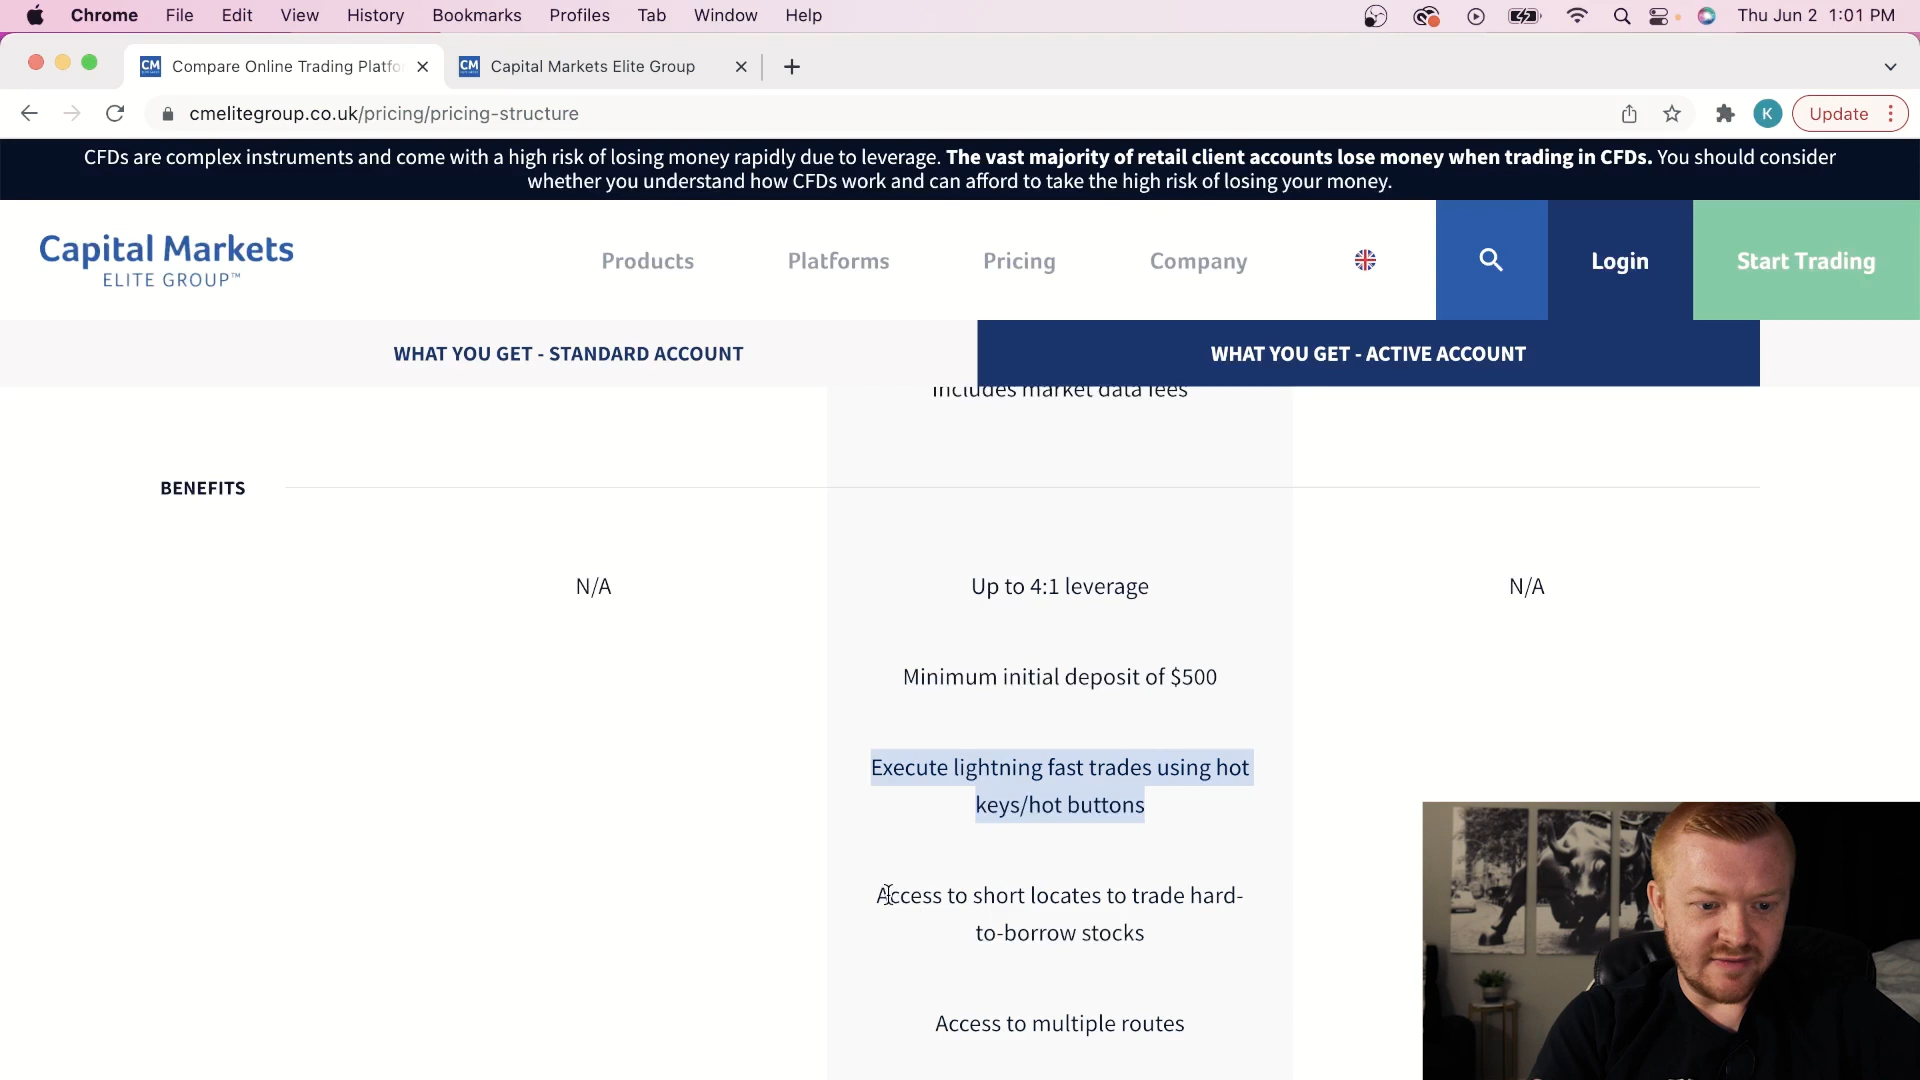 Chrome File Edit View History Bookmarks Profiles Tab Window Help Thu Jun 2 1:01 PM
Compare Online Trading Platfo
Capital Markets Elite Group
cmelitegroup.co.uk/pricing/pricing-structure
K
Update
CFDs are complex instruments and come with a high risk of losing money rapidly due to leverage. The vast majority of retail client accounts lose money when trading in CFDs. You should consider
whether you understand how CFDs work and can afford to take the high risk of losing your money.
Capital Markets
ELITE GROUP™
Products Platforms Pricing Company Login Start Trading
WHAT YOU GET - STANDARD ACCOUNT
WHAT YOU GET - ACTIVE ACCOUNT
Includes market data fees
BENEFITS
N/A Up to 4:1 leverage N/A
Minimum initial deposit of $500
Execute lightning fast trades using hot
keys/hot buttons
Access to short locates to trade hard-
to-borrow stocks
Access to multiple routes